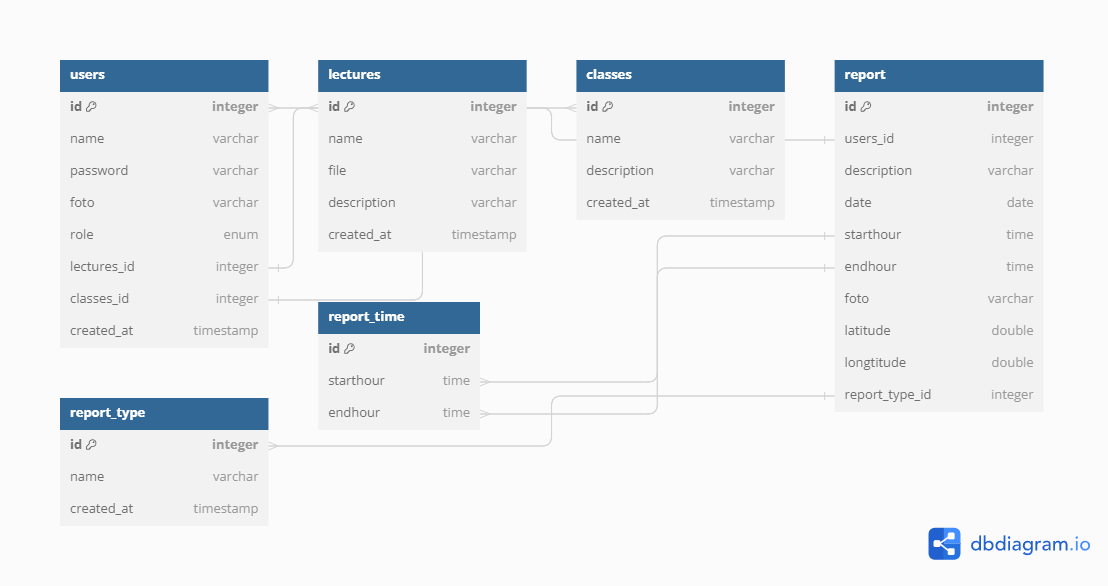 users
id integer
name varchar
password varchar
foto varchar
role enum
lectures_id integer
classes_id integer
created_at timestamp
lectures
id integer
name varchar
file varchar
description varchar
created_at timestamp
classes
id integer
name varchar
description varchar
created_at timestamp
report
id integer
users_id integer
description varchar
date date
starthour time
endhour time
foto varchar
latitude double
longtitude double
report_type_id integer
report_time
id integer
starthour time
endhour time
report_type
id integer
name varchar
created_at timestamp
dbdiagram.io